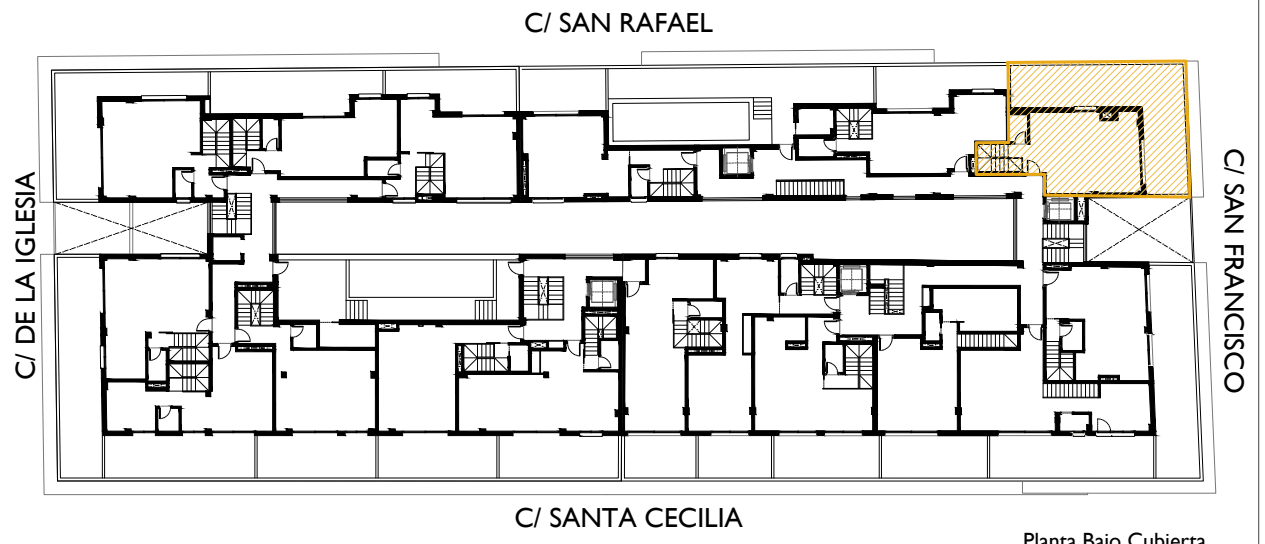 C/ SAN RAFAEL
C/ DE LA IGLESIA
C/ SAN FRANCISCO
C/ SANTA CECILIA
Planta Bajo Cubierta